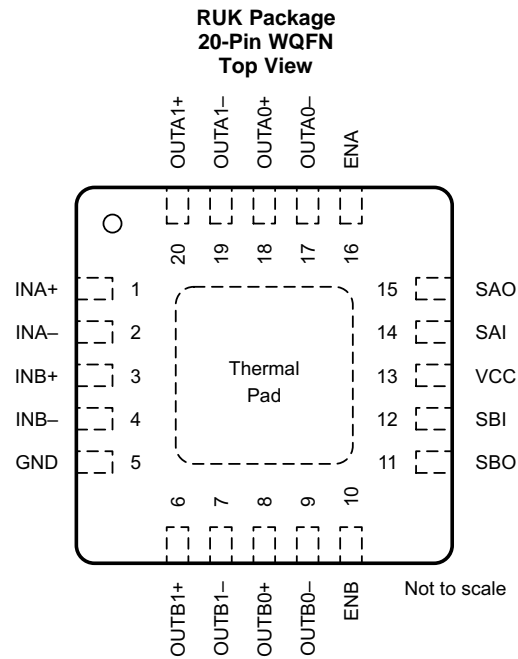 RUK Package
20-Pin WQFN
Top View
OUTA1+
OUTA1–
OUTA0+
OUTA0–
ENA
20
19
18
17
16
INA+ 1
INA– 2
INB+ 3
INB– 4
GND 5
Thermal
Pad
15 SAO
14 SAI
13 VCC
12 SBI
11 SBO
6
7
8
9
10
OUTB1+
OUTB1–
OUTB0+
OUTB0–
ENB
Not to scale